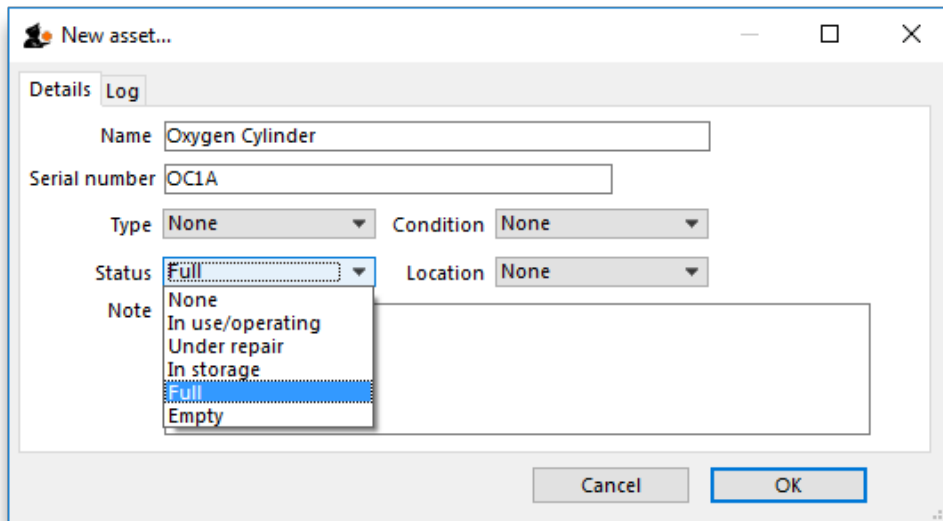 New asset...
Details Log
Name Oxygen Cylinder
Serial number OC1A
Type None Condition None
Status Full Location None
Note
None
In use/operating
Under repair
In storage
Full
Empty
Cancel OK